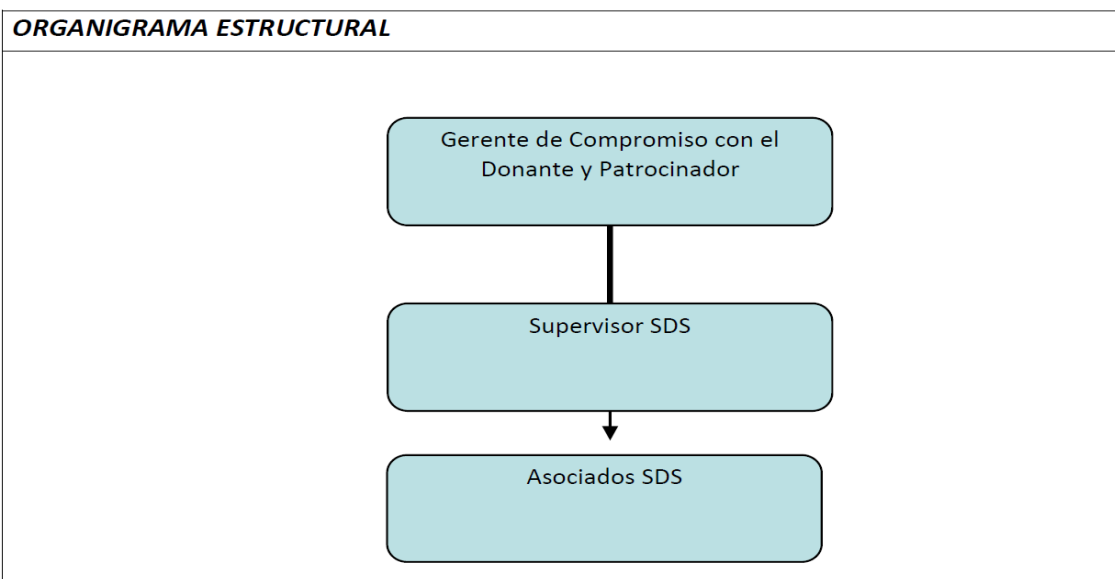 ORGANIGRAMA ESTRUCTURAL
Gerente de Compromiso con el
Donante y Patrocinador
Supervisor SDS
Asociados SDS